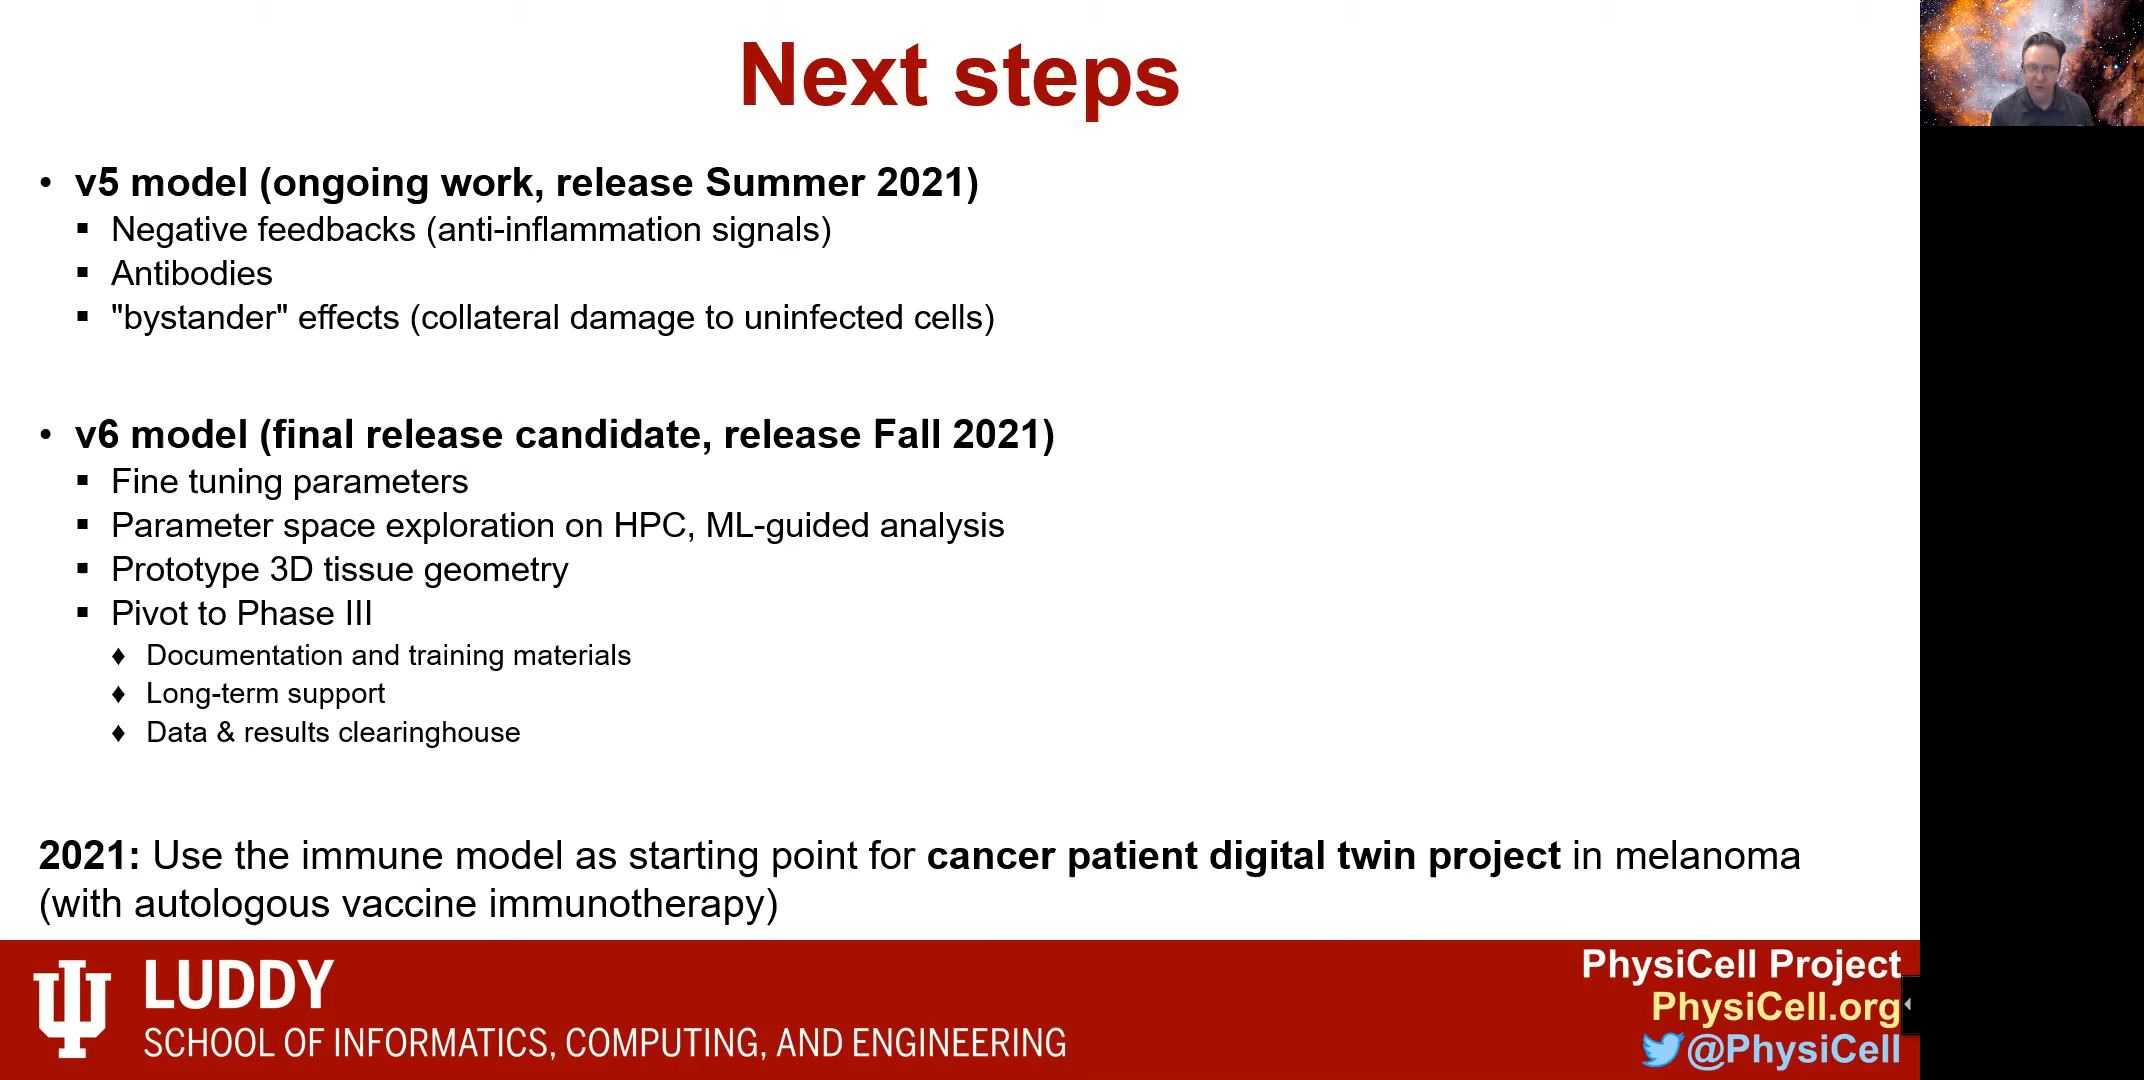 Next steps
• v5 model (ongoing work, release Summer 2021)
▪ Negative feedbacks (anti-inflammation signals)
▪ Antibodies
▪ "bystander" effects (collateral damage to uninfected cells)
• v6 model (final release candidate, release Fall 2021)
▪ Fine tuning parameters
▪ Parameter space exploration on HPC, ML-guided analysis
▪ Prototype 3D tissue geometry
▪ Pivot to Phase III
♦ Documentation and training materials
♦ Long-term support
♦ Data & results clearinghouse
2021: Use the immune model as starting point for cancer patient digital twin project in melanoma
(with autologous vaccine immunotherapy)
LUDDY
SCHOOL OF INFORMATICS, COMPUTING, AND ENGINEERING
PhysiCell Project
PhysiCell.org
@PhysiCell